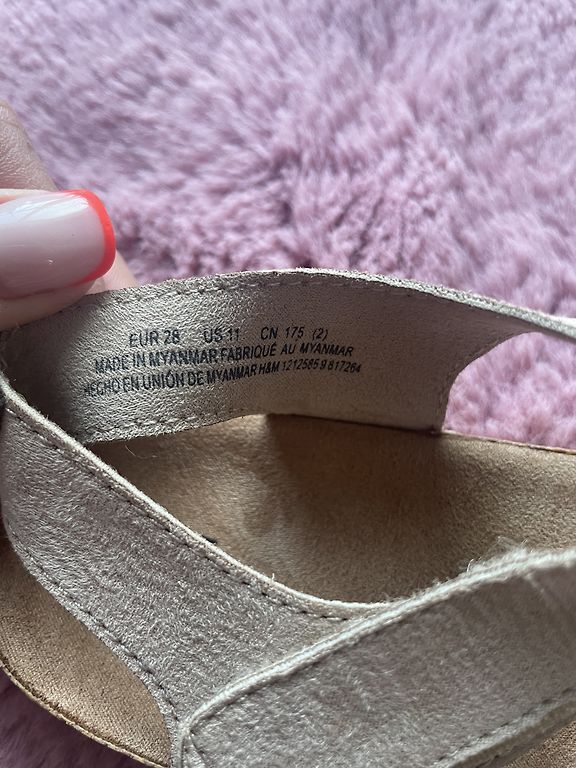 EUR 28 US 11 CN 175 (2)
MADE IN MYANMAR FABRIQUÉ AU MYANMAR
HECHO EN UNIÓN DE MYANMAR H&M 1212585 9 817264